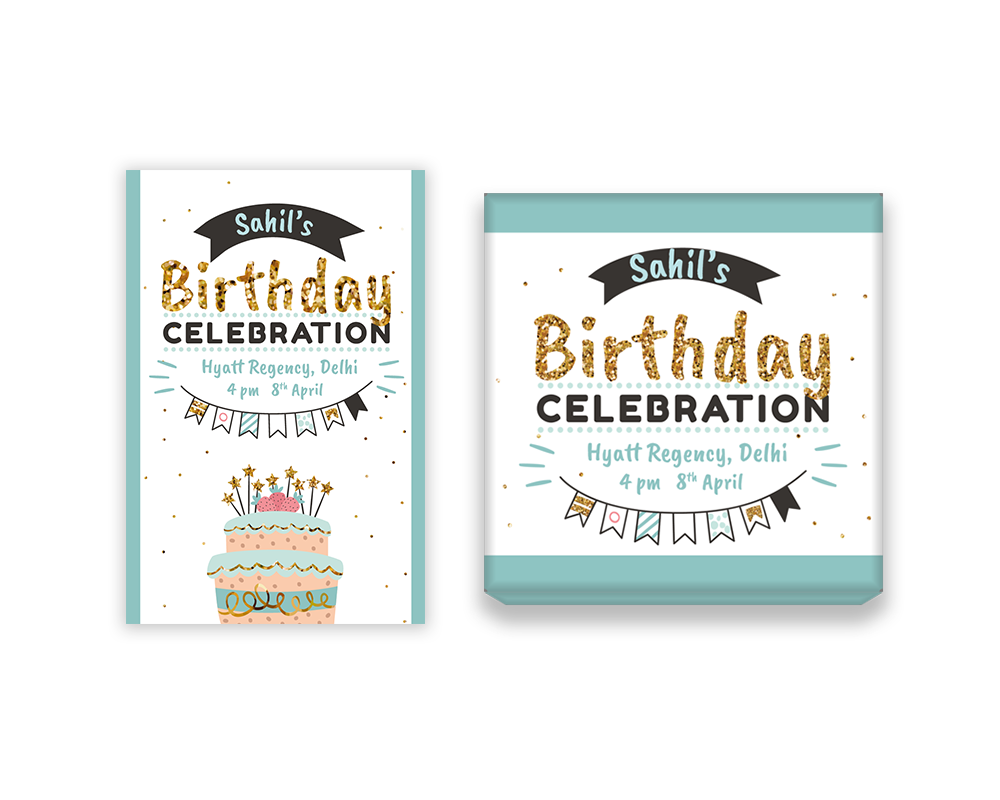 Sahil's
Birthday
CELEBRATION
Hyatt Regency, Delhi
4 pm 8th April
Sahil's
Birthday
CELEBRATION
Hyatt Regency, Delhi
4 pm 8th April